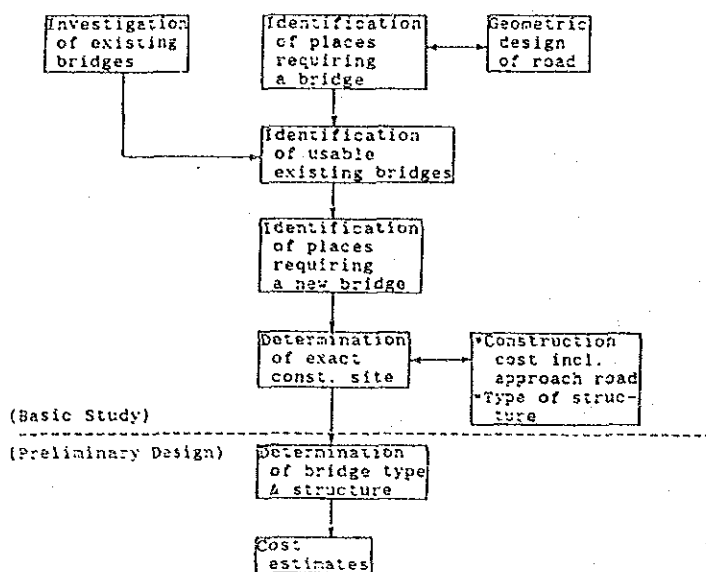 Investigation
of existing
bridges
Identification
of places
requiring
a bridge
Geometric
design
of road
Identification
of usable
existing bridges
Identification
of places
requiring
a new bridge
Determination
of exact
const. site
*Construction
cost incl.
approach road
*Type of struc-
ture
(Basic Study)
(Preliminary Design)
Determination
of bridge type
& structure
Cost
estimates